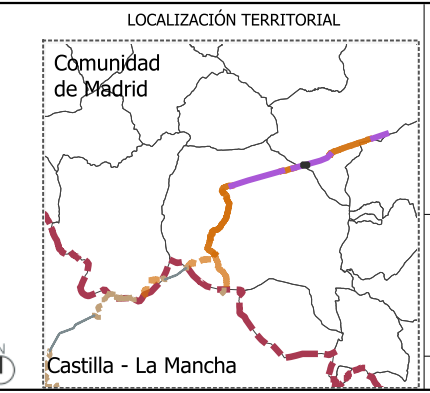 LOCALIZACIÓN TERRITORIAL
Comunidad
de Madrid
Castilla - La Mancha
N